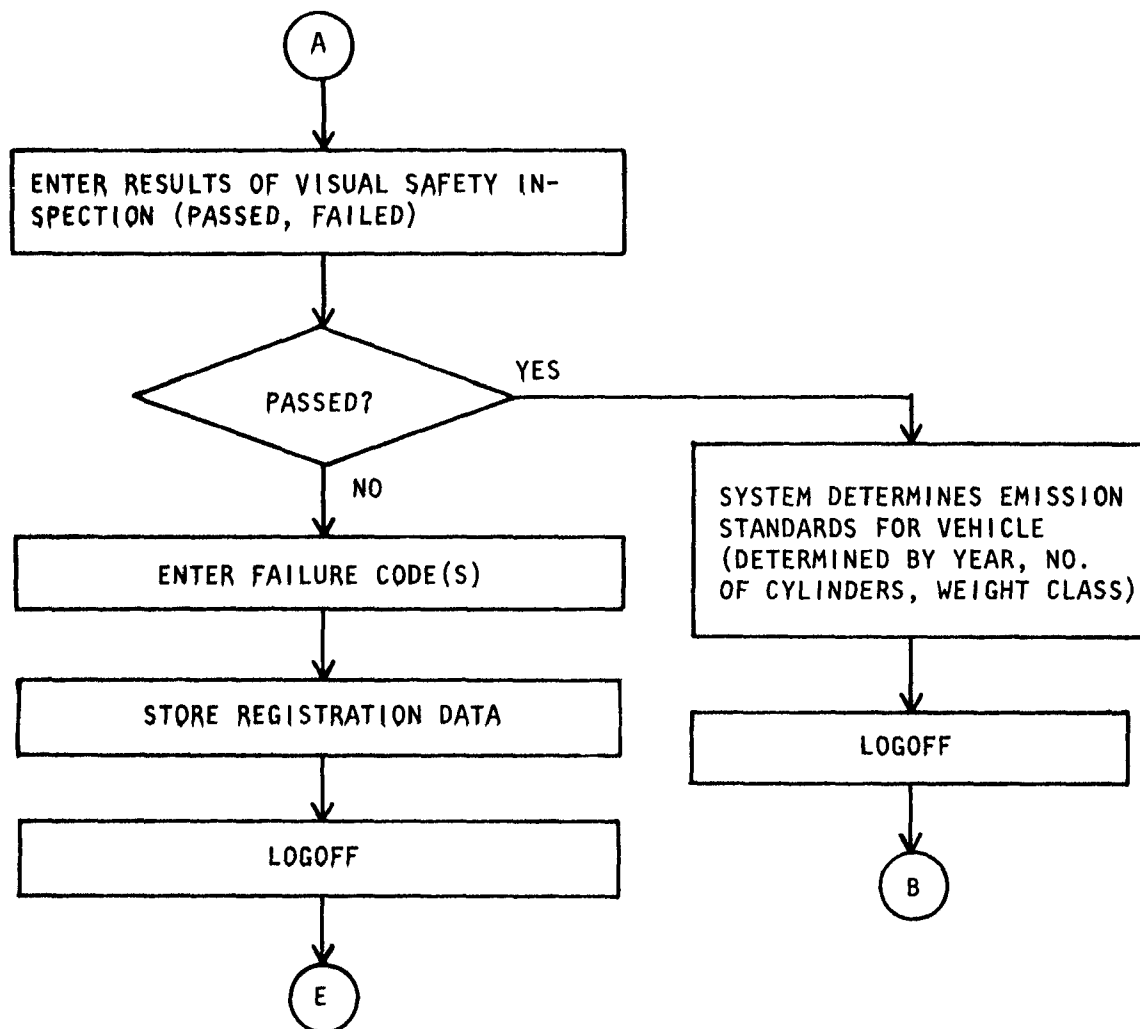 A
ENTER RESULTS OF VISUAL SAFETY IN-
SPECTION (PASSED, FAILED)
PASSED?
YES
NO
ENTER FAILURE CODE(S)
STORE REGISTRATION DATA
LOGOFF
E
SYSTEM DETERMINES EMISSION
STANDARDS FOR VEHICLE
(DETERMINED BY YEAR, NO.
OF CYLINDERS, WEIGHT CLASS)
LOGOFF
B